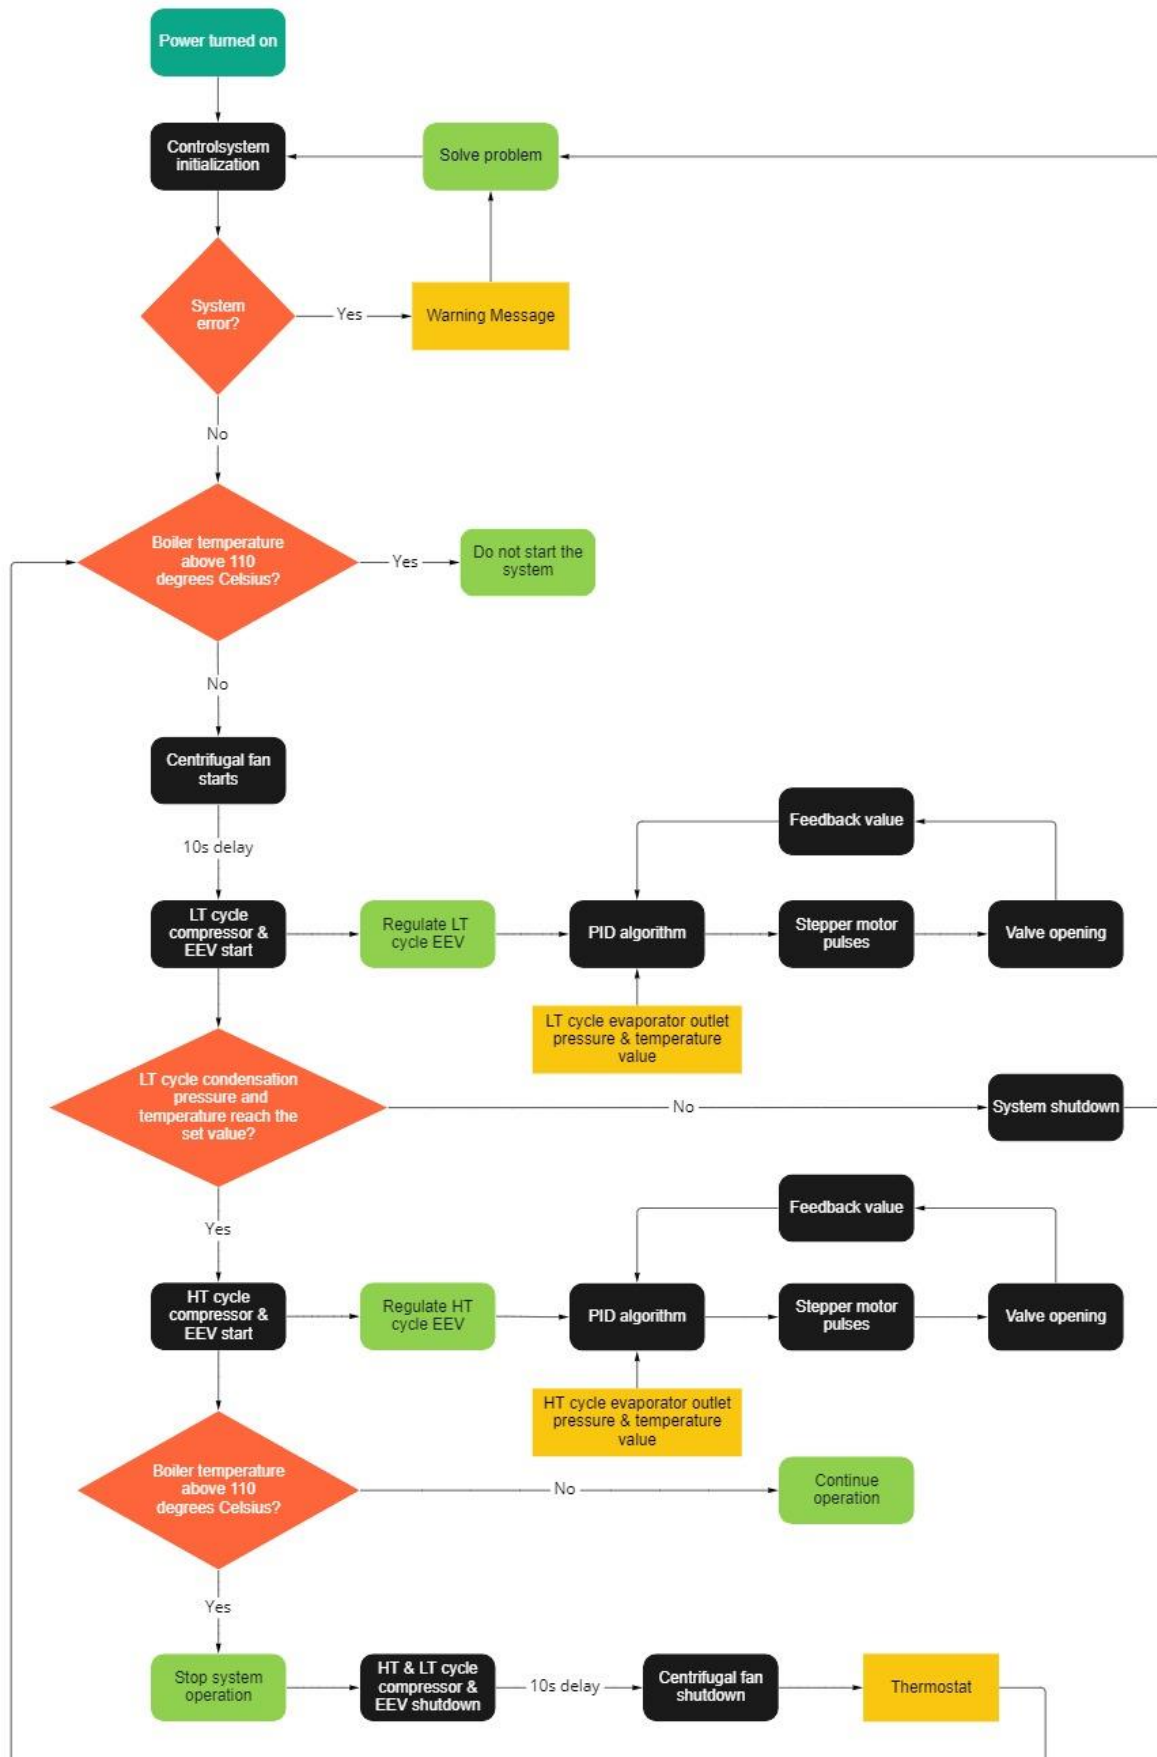 Power turned on
Controlsystem
initialization
Solve problem
System
error?
Yes
Warning Message
No
Boiler temperature
above 110
degrees Celsius?
Yes
Do not start the
system
No
Centrifugal fan
starts
10s delay
Feedback value
LT cycle
compressor &
EEV start
Regulate LT
cycle EEV
PID algorithm
Stepper motor
pulses
Valve opening
LT cycle evaporator outlet
pressure & temperature
value
LT cycle condensation
pressure and
temperature reach the
set value?
No
System shutdown
Yes
Feedback value
HT cycle
compressor &
EEV start
Regulate HT
cycle EEV
PID algorithm
Stepper motor
pulses
Valve opening
HT cycle evaporator outlet
pressure & temperature
value
Boiler temperature
above 110
degrees Celsius?
No
Continue
operation
Yes
Stop system
operation
HT & LT cycle
compressor &
EEV shutdown
10s delay
Centrifugal fan
shutdown
Thermostat